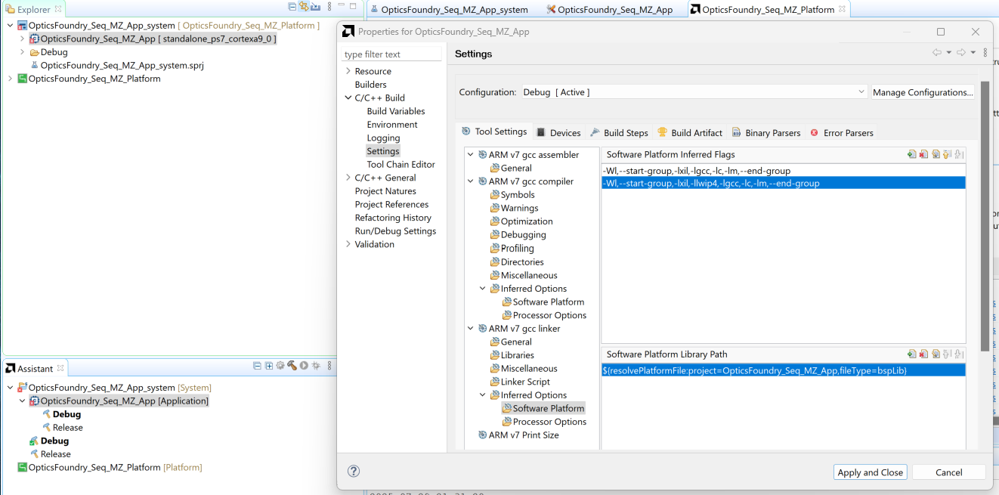 Explorer
OpticsFoundry_Seq_MZ_App_system [ OpticsFoundry_Seq_MZ_Platform ]
OpticsFoundry_Seq_MZ_App [ standalone_ps7_cortexa9_0 ]
Debug
OpticsFoundry_Seq_MZ_App_system.sprj
OpticsFoundry_Seq_MZ_Platform
Assistant
OpticsFoundry_Seq_MZ_App_system [System]
OpticsFoundry_Seq_MZ_App [Application]
Debug
Release
Debug
Release
OpticsFoundry_Seq_MZ_Platform [Platform]
OpticsFoundry_Seq_MZ_App_system OpticsFoundry_Seq_MZ_App OpticsFoundry_Seq_MZ_Platform
Properties for OpticsFoundry_Seq_MZ_App
type filter text
Resource
Builders
C/C++ Build
Build Variables
Environment
Logging
Settings
Tool Chain Editor
C/C++ General
Project Natures
Project References
Refactoring History
Run/Debug Settings
Validation
Settings
Configuration: Debug [ Active ] Manage Configurations...
Tool Settings Devices Build Steps Build Artifact Binary Parsers Error Parsers
ARM v7 gcc assembler
General
ARM v7 gcc compiler
Symbols
Warnings
Optimization
Debugging
Profiling
Directories
Miscellaneous
Inferred Options
Software Platform
Processor Options
ARM v7 gcc linker
General
Libraries
Miscellaneous
Linker Script
Inferred Options
Software Platform
Processor Options
ARM v7 Print Size
Software Platform Inferred Flags
-Wl,--start-group,-lxil,-lgcc,-lc,-lm,--end-group
-Wl,--start-group,-lxil,-llwip4,-lgcc,-lc,-lm,--end-group
Software Platform Library Path
${resolvePlatformFile:project=OpticsFoundry_Seq_MZ_App,fileType=bspLib}
Apply and Close Cancel